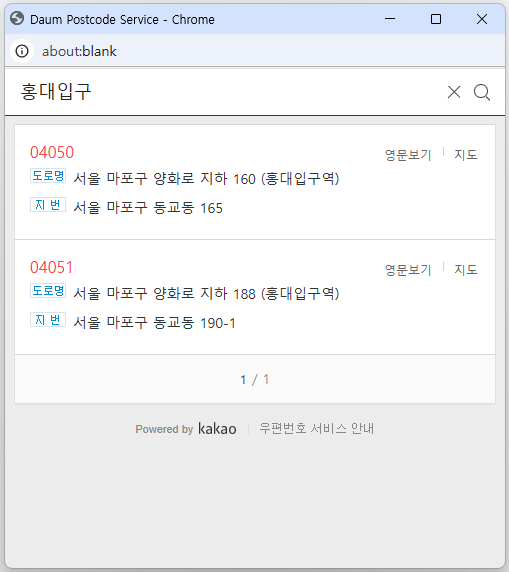 Daum Postcode Service - Chrome
about:blank
홍대입구
04050 영문보기 지도
도로명 서울 마포구 양화로 지하 160 (홍대입구역)
지번 서울 마포구 동교동 165
04051 영문보기 지도
도로명 서울 마포구 양화로 지하 188 (홍대입구역)
지번 서울 마포구 동교동 190-1
1 / 1
Powered by kakao 우편번호 서비스 안내